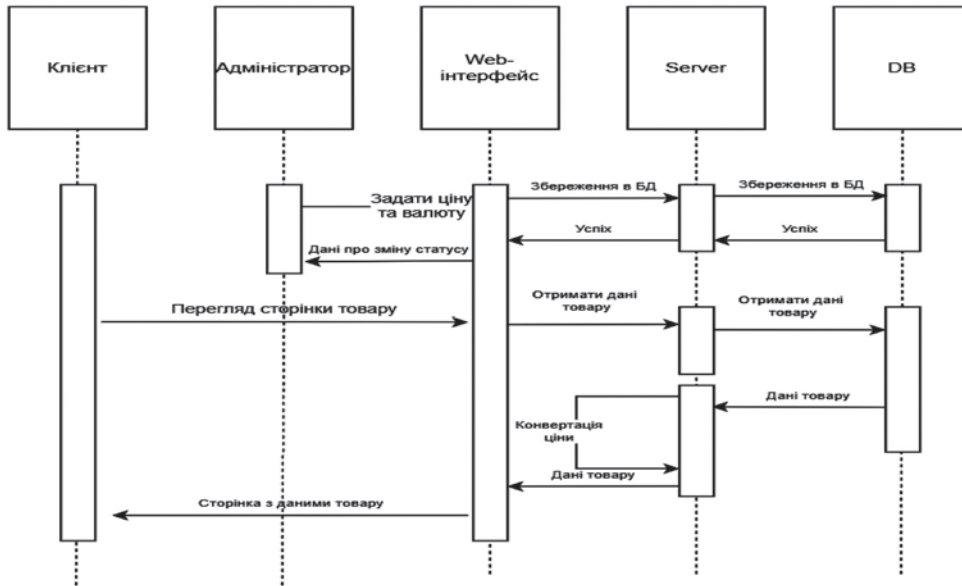 Клієнт
Адміністратор
Web-
інтерфейс
Server
DB
Задати ціну
та валюту
Збереження в БД
Збереження в БД
Успіх
Успіх
Дані про зміну статусу
Перегляд сторінки товару
Отримати дані
товару
Отримати дані
товару
Дані товару
Конвертація
ціни
Дані товару
Сторінка з даними товару